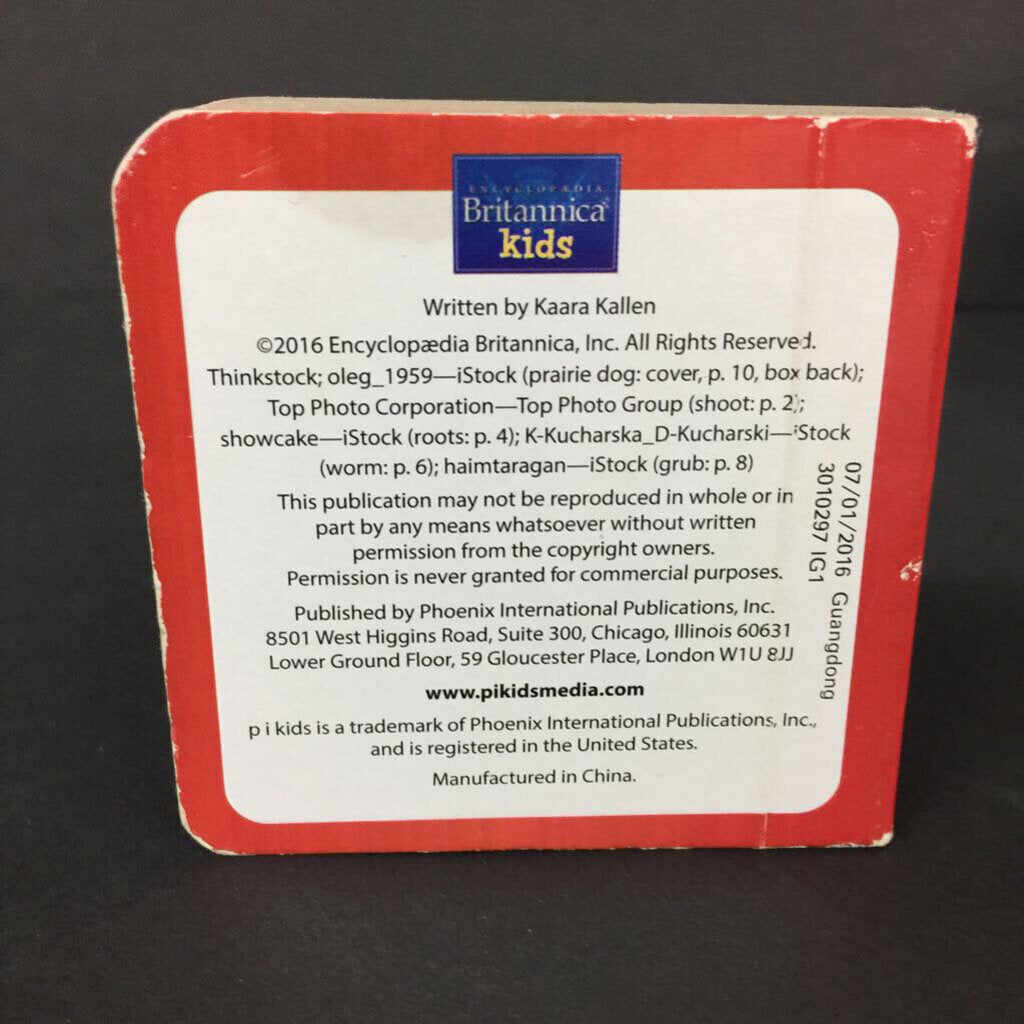 ENCYCLOPÆDIA
Britannica®
kids
Written by Kaara Kallen
©2016 Encyclopædia Britannica, Inc. All Rights Reserved.
Thinkstock; oleg_1959—iStock (prairie dog: cover, p. 10, box back);
Top Photo Corporation—Top Photo Group (shoot: p. 2);
showcake—iStock (roots: p. 4); K-Kucharska_D-Kucharski—iStock
(worm: p. 6); haimtaragan—iStock (grub: p. 8)
This publication may not be reproduced in whole or in
part by any means whatsoever without written
permission from the copyright owners.
Permission is never granted for commercial purposes.
Published by Phoenix International Publications, Inc.
8501 West Higgins Road, Suite 300, Chicago, Illinois 60631
Lower Ground Floor, 59 Gloucester Place, London W1U 8JJ
www.pikidsmedia.com
p i kids is a trademark of Phoenix International Publications, Inc.,
and is registered in the United States.
Manufactured in China.
07/01/2016 Guangdong
3010297 IG1